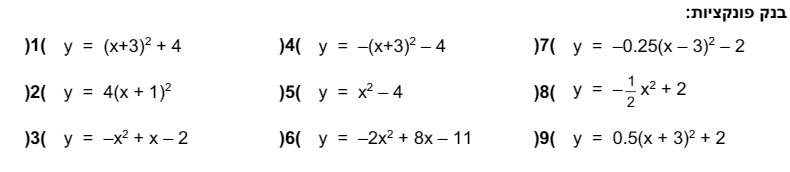 בנק פונקציות:
)1( y = (x+3)² + 4 )4( y = –(x+3)² – 4 )7( y = –0.25(x – 3)² – 2
)2( y = 4(x + 1)² )5( y = x² – 4 )8( y = –½x² + 2
)3( y = –x² + x – 2 )6( y = –2x² + 8x – 11 )9( y = 0.5(x + 3)² + 2